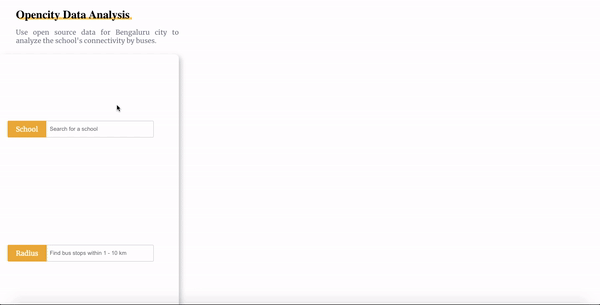 Opencity Data Analysis
Use open source data for Bengaluru city to
analyze the school's connectivity by buses.
School
Search for a school
Radius
Find bus stops within 1 - 10 km